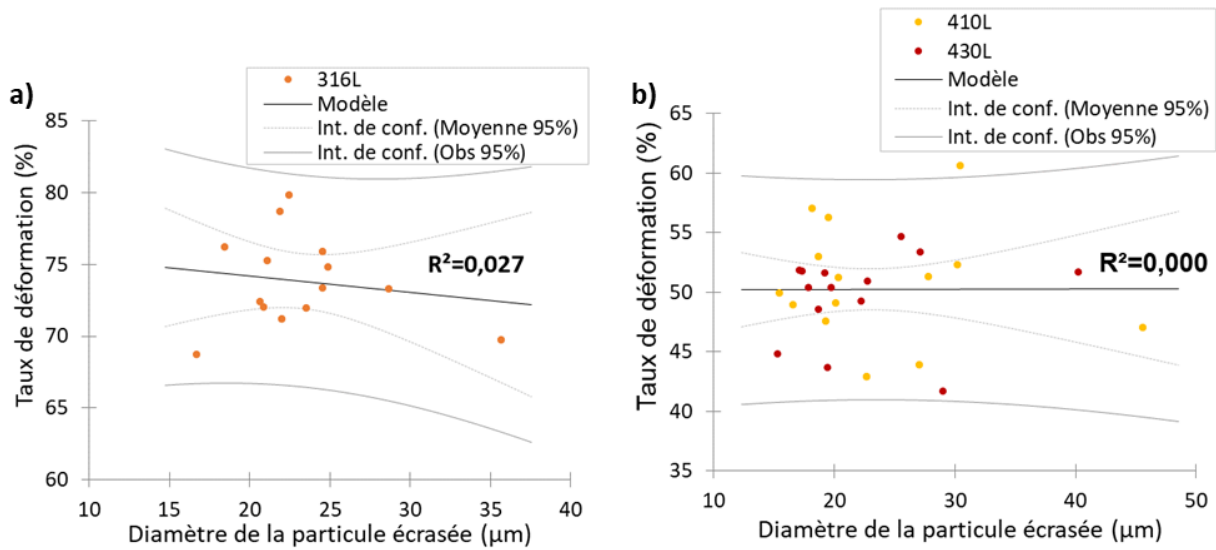 a)
316L
Modèle
Int. de conf. (Moyenne 95%)
Int. de conf. (Obs 95%)
Taux de déformation (%)
85
80
75
70
65
60
R²=0,027
10 15 20 25 30 35 40
Diamètre de la particule écrasée (µm)
b)
410L
430L
Modèle
Int. de conf. (Moyenne 95%)
Int. de conf. (Obs 95%)
Taux de déformation (%)
65
60
55
50
45
40
35
R²=0,000
10 20 30 40 50
Diamètre de la particule écrasée (µm)